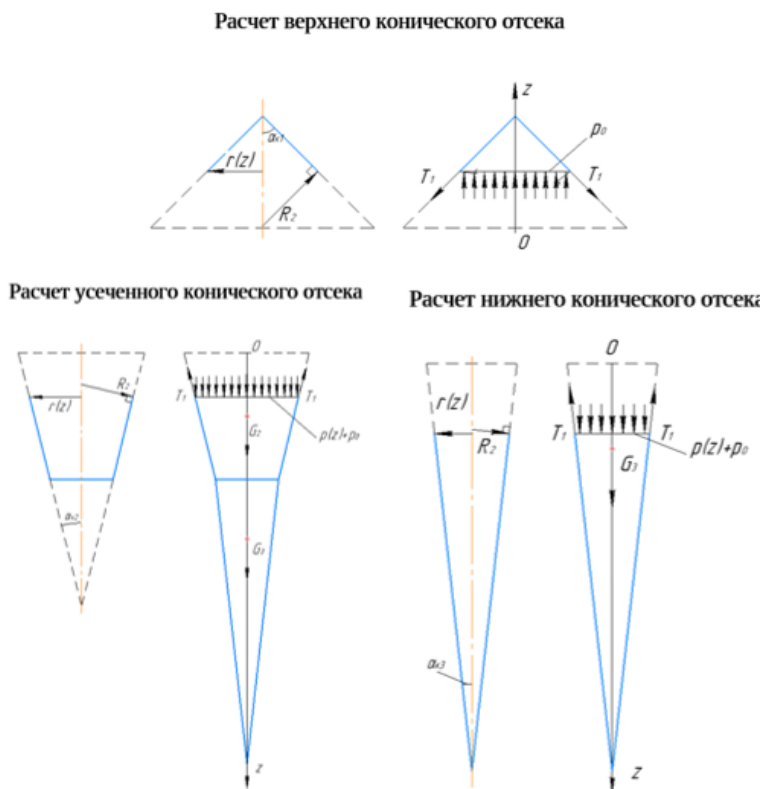 Расчет верхнего конического отсека
z
αк1
r(z)
p₀
T₁
T₁
R₂
O
Расчет усеченного конического отсека
Расчет нижнего конического отсека
O
R₂
r(z)
T₁
T₁
G₂
p(z)+p₀
αк2
G₃
z
O
r(z)
R₂
T₁
T₁
p(z)+p₀
G₃
αк3
z